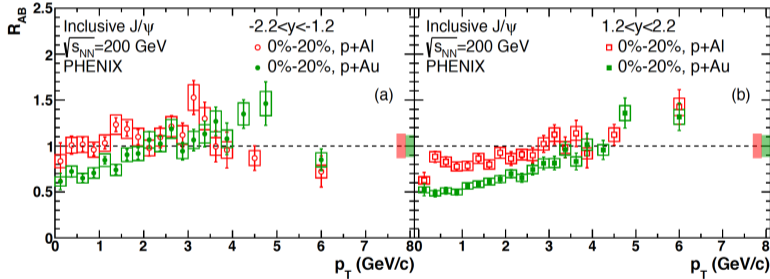 R_AB
2.5
2
1.5
1
0.5
0
Inclusive J/ψ
√s_NN=200 GeV
PHENIX
-2.2<y<-1.2
0%-20%, p+Al
0%-20%, p+Au
(a)
0 1 2 3 4 5 6 7 8
p_T (GeV/c)
Inclusive J/ψ
√s_NN=200 GeV
PHENIX
1.2<y<2.2
0%-20%, p+Al
0%-20%, p+Au
(b)
0 1 2 3 4 5 6 7 8
p_T (GeV/c)